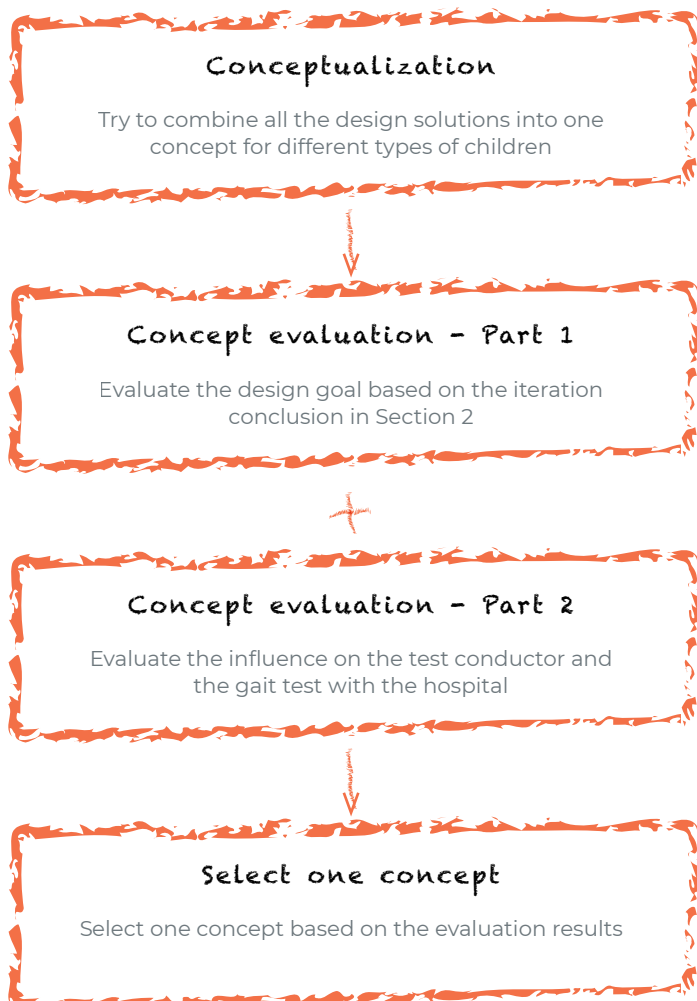 Conceptualization
Try to combine all the design solutions into one
concept for different types of children
Concept evaluation - Part 1
Evaluate the design goal based on the iteration
conclusion in Section 2
+
Concept evaluation - Part 2
Evaluate the influence on the test conductor and
the gait test with the hospital
Select one concept
Select one concept based on the evaluation results